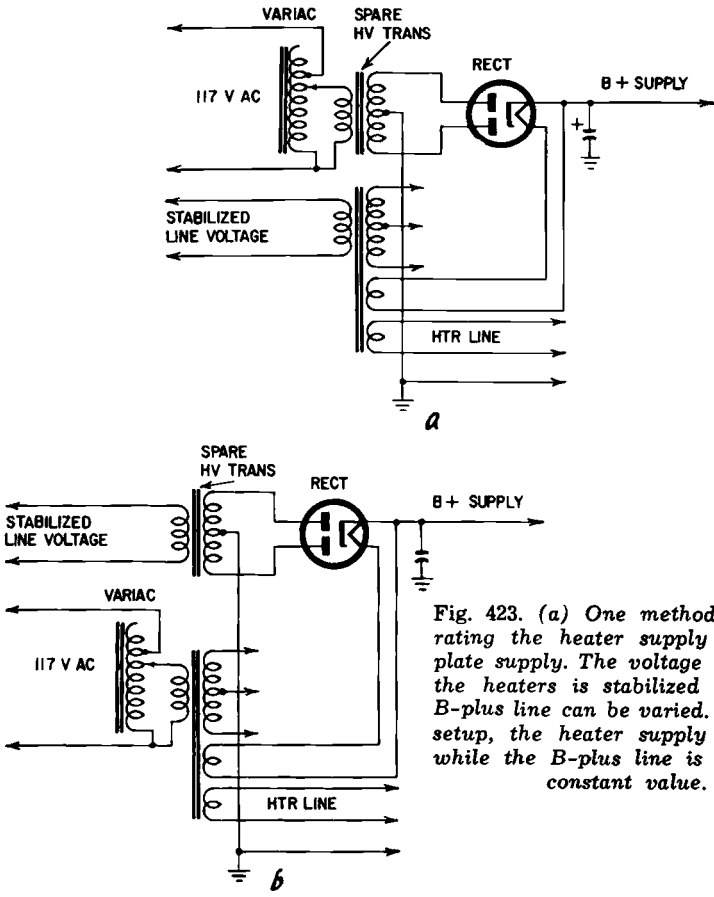 VARIAC
SPARE
HV TRANS
RECT
B+ SUPPLY
117 V AC
+
STABILIZED
LINE VOLTAGE
HTR LINE
a
SPARE
HV TRANS
RECT
B+ SUPPLY
STABILIZED
LINE VOLTAGE
VARIAC
117 V AC
HTR LINE
b
Fig. 423. (a) One method
rating the heater supply
plate supply. The voltage
the heaters is stabilized
B-plus line can be varied.
setup, the heater supply
while the B-plus line is
constant value.